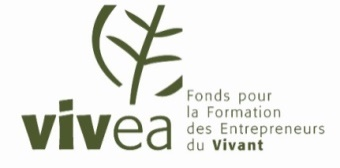 vivea
Fonds pour
la Formation
des Entrepreneurs
du Vivant